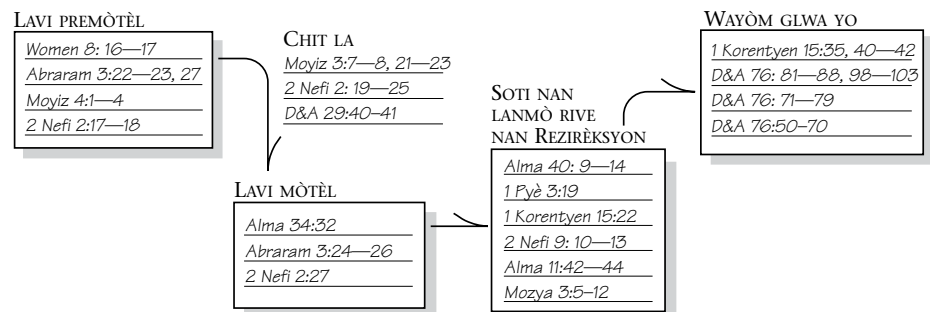 LAVI PREMÒTÈL
Women 8: 16—17
Abraram 3:22—23, 27
Moyiz 4:1—4
2 Nefi 2:17—18
CHIT LA
Moyiz 3:7—8, 21—23
2 Nefi 2: 19—25
D&A 29:40–41
LAVI MÒTÈL
Alma 34:32
Abraram 3:24—26
2 Nefi 2:27
SOTI NAN
LANMÒ RIVE
NAN REZIRÈKSYON
Alma 40: 9—14
1 Pyè 3:19
1 Korentyen 15:22
2 Nefi 9: 10—13
Alma 11:42—44
Mozya 3:5–12
WAYÒM GLWA YO
1 Korentyen 15:35, 40—42
D&A 76: 81—88, 98—103
D&A 76: 71—79
D&A 76:50–70